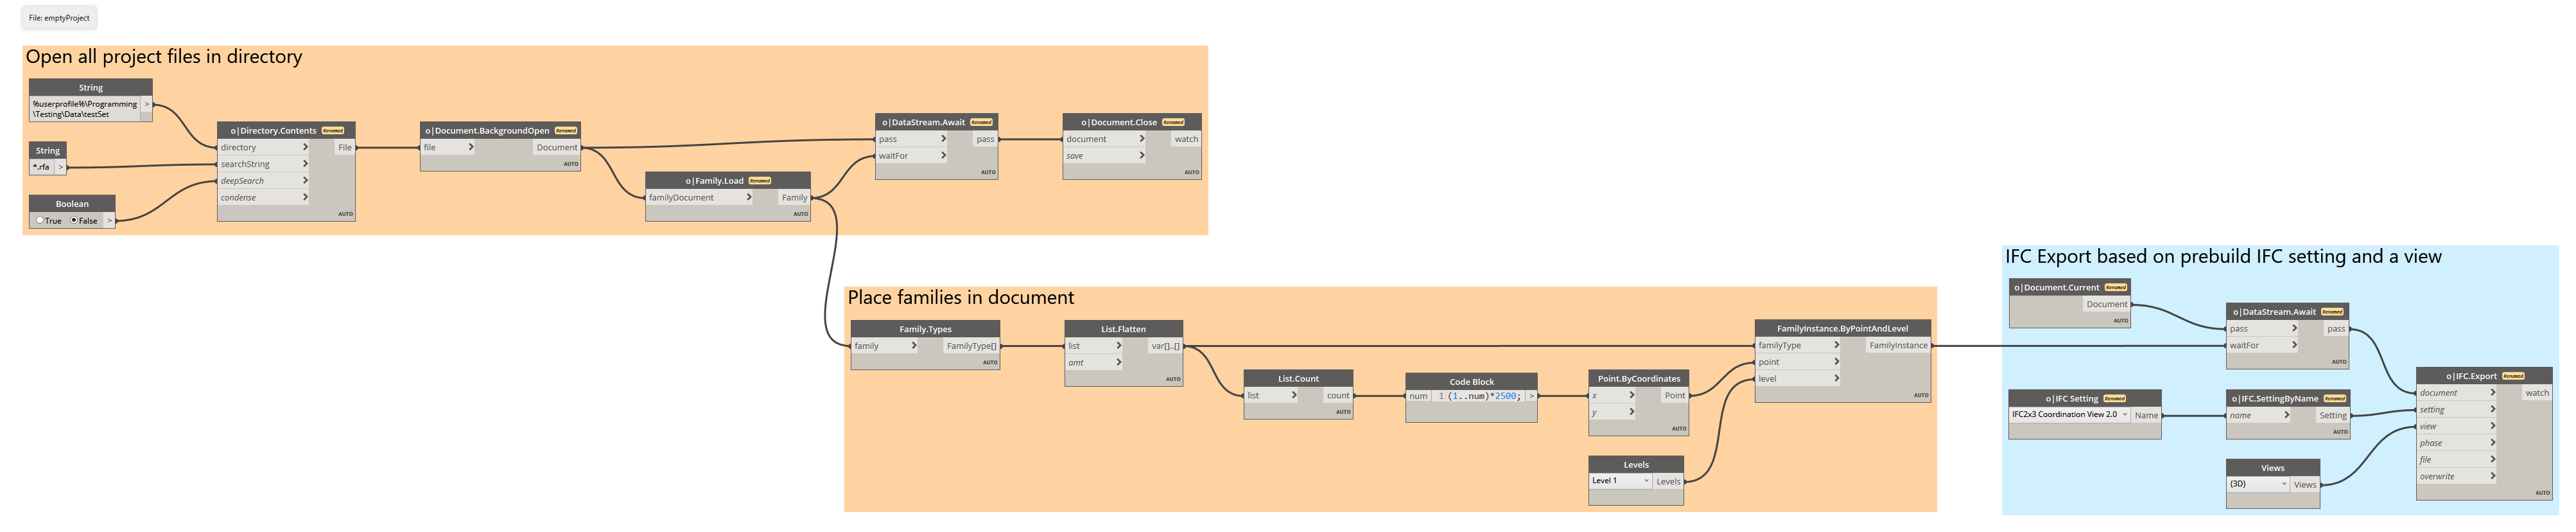 File: emptyProject
Open all project files in directory
String
%userprofile%\Programming
\Testing\Data\testSet
>
String
*.rfa
>
Boolean
True
False
>
o|Directory.Contents
Renamed
directory
>
File
searchString
>
deepSearch
>
condense
>
AUTO
o|Document.BackgroundOpen
Renamed
file
>
Document
AUTO
o|Family.Load
Renamed
familyDocument
>
Family
AUTO
o|DataStream.Await
Renamed
pass
>
pass
waitFor
>
AUTO
o|Document.Close
Renamed
document
>
watch
save
>
AUTO
Place families in document
Family.Types
family
>
FamilyType[]
AUTO
List.Flatten
list
>
var[]..[]
amt
>
AUTO
List.Count
list
>
count
AUTO
Code Block
num
1
(1..num)*2500;
>
Point.ByCoordinates
x
>
Point
y
>
AUTO
Levels
Level 1
Levels
FamilyInstance.ByPointAndLevel
familyType
>
FamilyInstance
point
>
level
>
AUTO
IFC Export based on prebuild IFC setting and a view
o|Document.Current
Renamed
Document
AUTO
o|IFC Setting
Renamed
IFC2x3 Coordination View 2.0
Name
o|DataStream.Await
Renamed
pass
>
pass
waitFor
>
AUTO
o|IFC.SettingByName
Renamed
name
>
Setting
AUTO
Views
{3D}
Views
o|IFC.Export
Renamed
document
>
watch
setting
>
view
>
phase
>
file
>
overwrite
>
AUTO